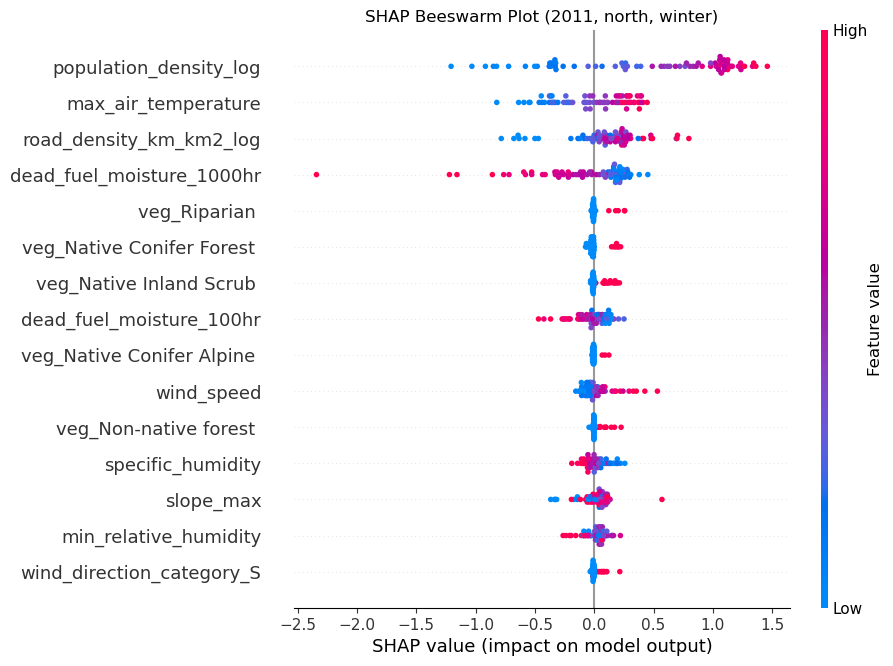 SHAP Beeswarm Plot (2011, north, winter)
population_density_log
max_air_temperature
road_density_km_km2_log
dead_fuel_moisture_1000hr
veg_Riparian
veg_Native Conifer Forest
veg_Native Inland Scrub
dead_fuel_moisture_100hr
veg_Native Conifer Alpine
wind_speed
veg_Non-native forest
specific_humidity
slope_max
min_relative_humidity
wind_direction_category_S
−2.5 −2.0 −1.5 −1.0 −0.5 0.0 0.5 1.0 1.5
SHAP value (impact on model output)
High
Feature value
Low